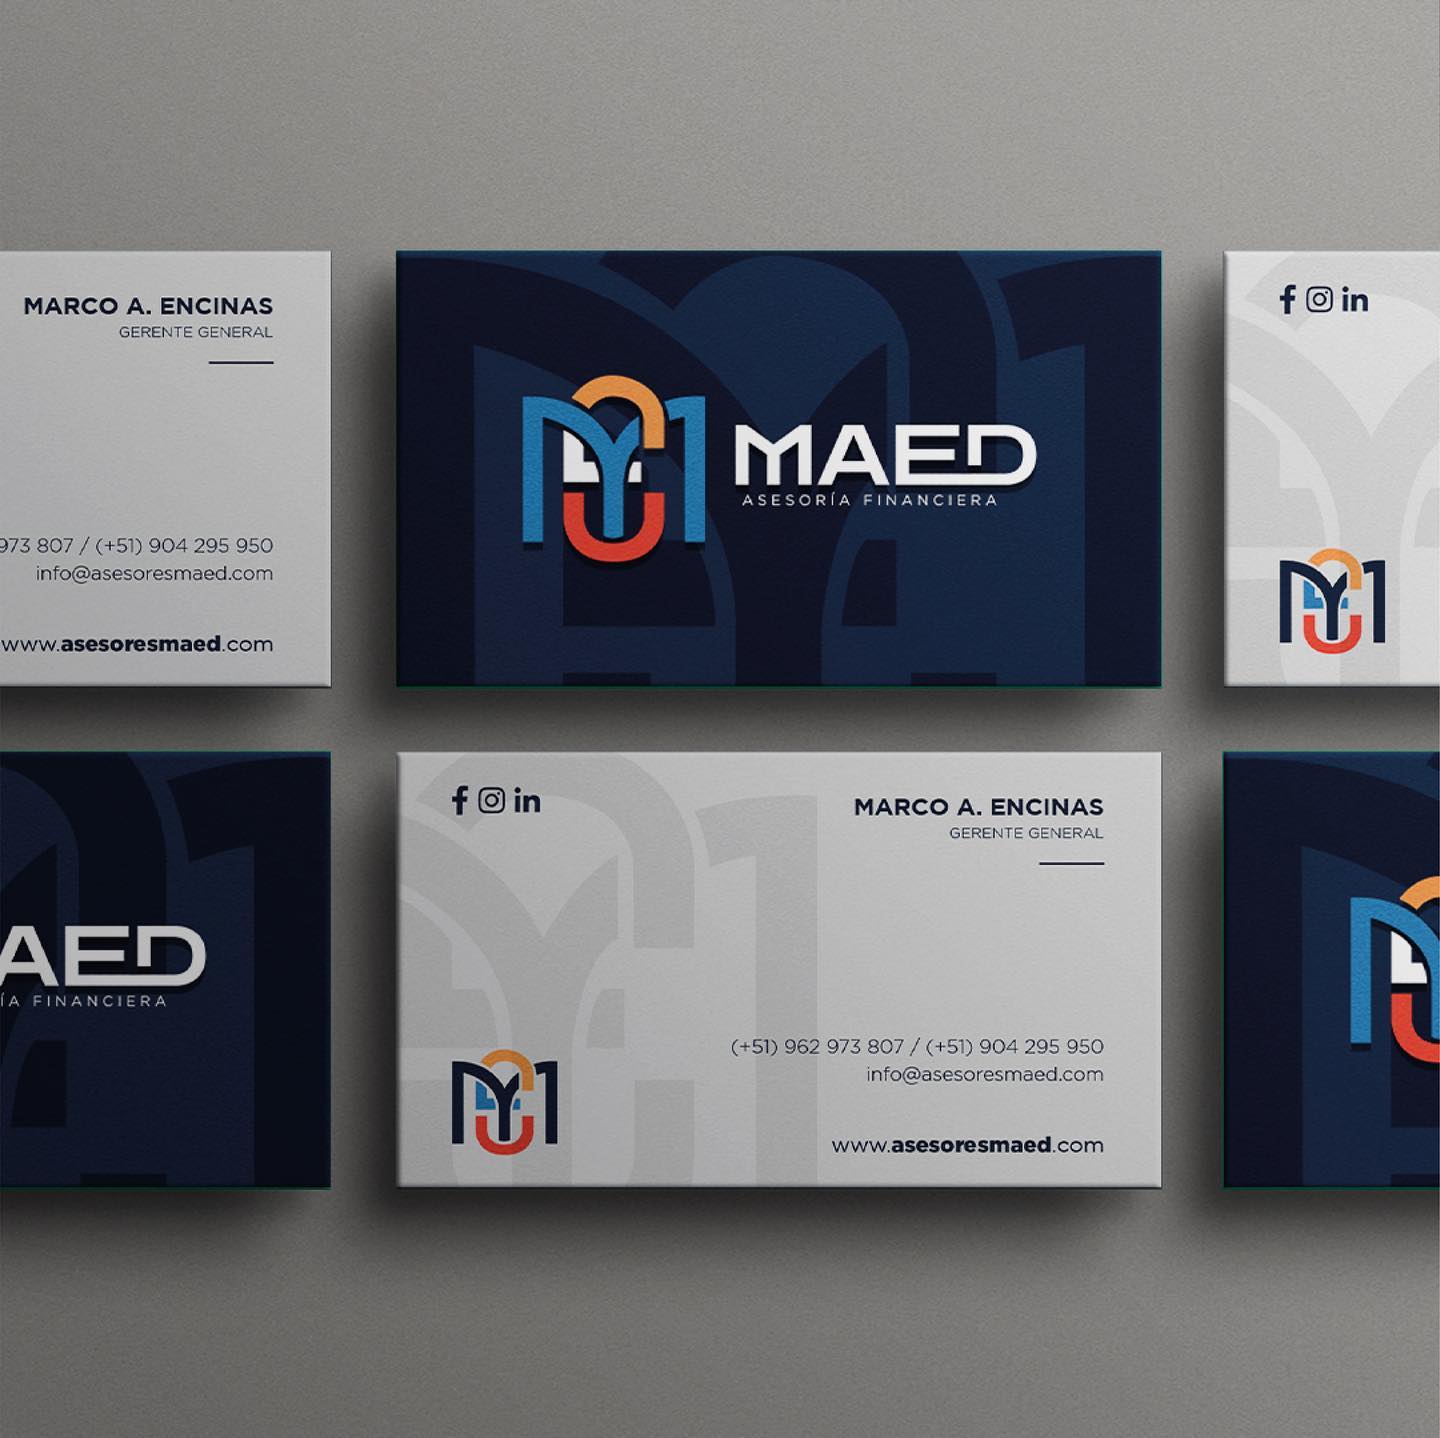 MARCO A. ENCINAS
GERENTE GENERAL
973 807 / (+51) 904 295 950
info@asesoresmaed.com
www.asesoresmaed.com
MAED
ASESORÍA FINANCIERA
f in
AED
ÍA FINANCIERA
f in
MARCO A. ENCINAS
GERENTE GENERAL
(+51) 962 973 807 / (+51) 904 295 950
info@asesoresmaed.com
www.asesoresmaed.com